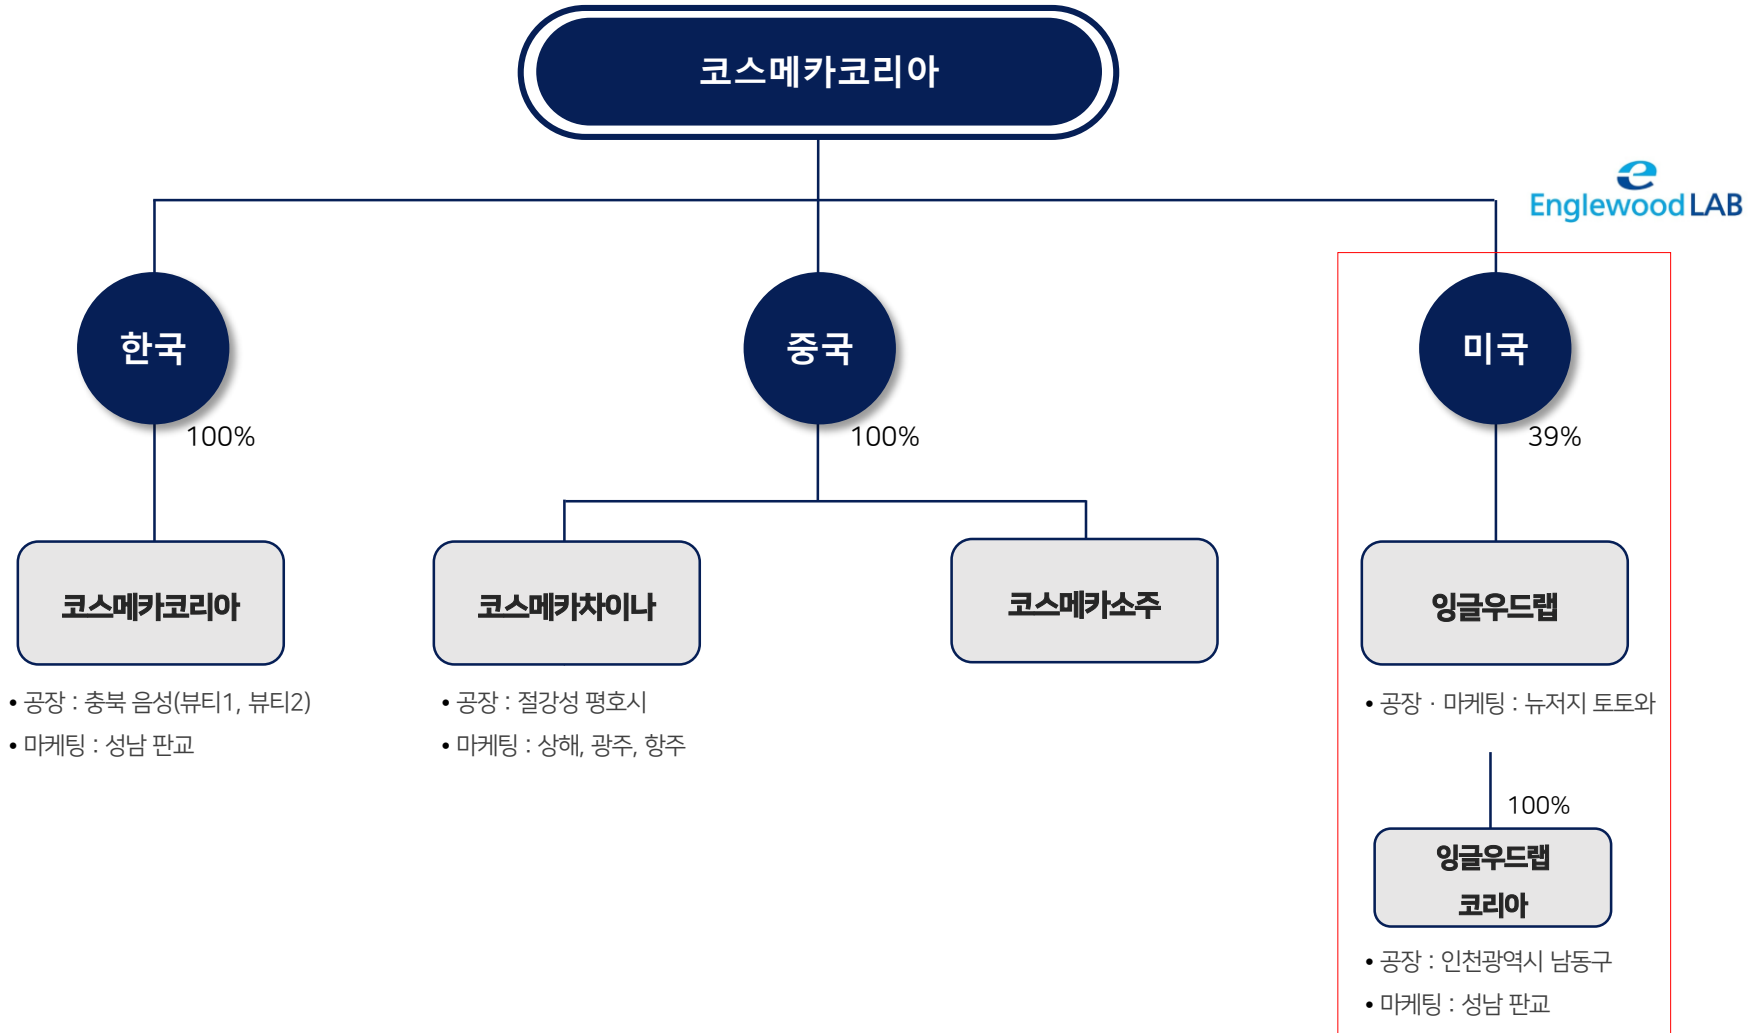 코스메카코리아
e
Englewood LAB
한국
중국
미국
100%
100%
39%
코스메카코리아
코스메카차이나
코스메카소주
잉글우드랩
• 공장 : 충북 음성(뷰티1, 뷰티2)
• 마케팅 : 성남 판교
• 공장 : 절강성 평호시
• 마케팅 : 상해, 광주, 항주
• 공장 · 마케팅 : 뉴저지 토토와
100%
잉글우드랩
코리아
• 공장 : 인천광역시 남동구
• 마케팅 : 성남 판교